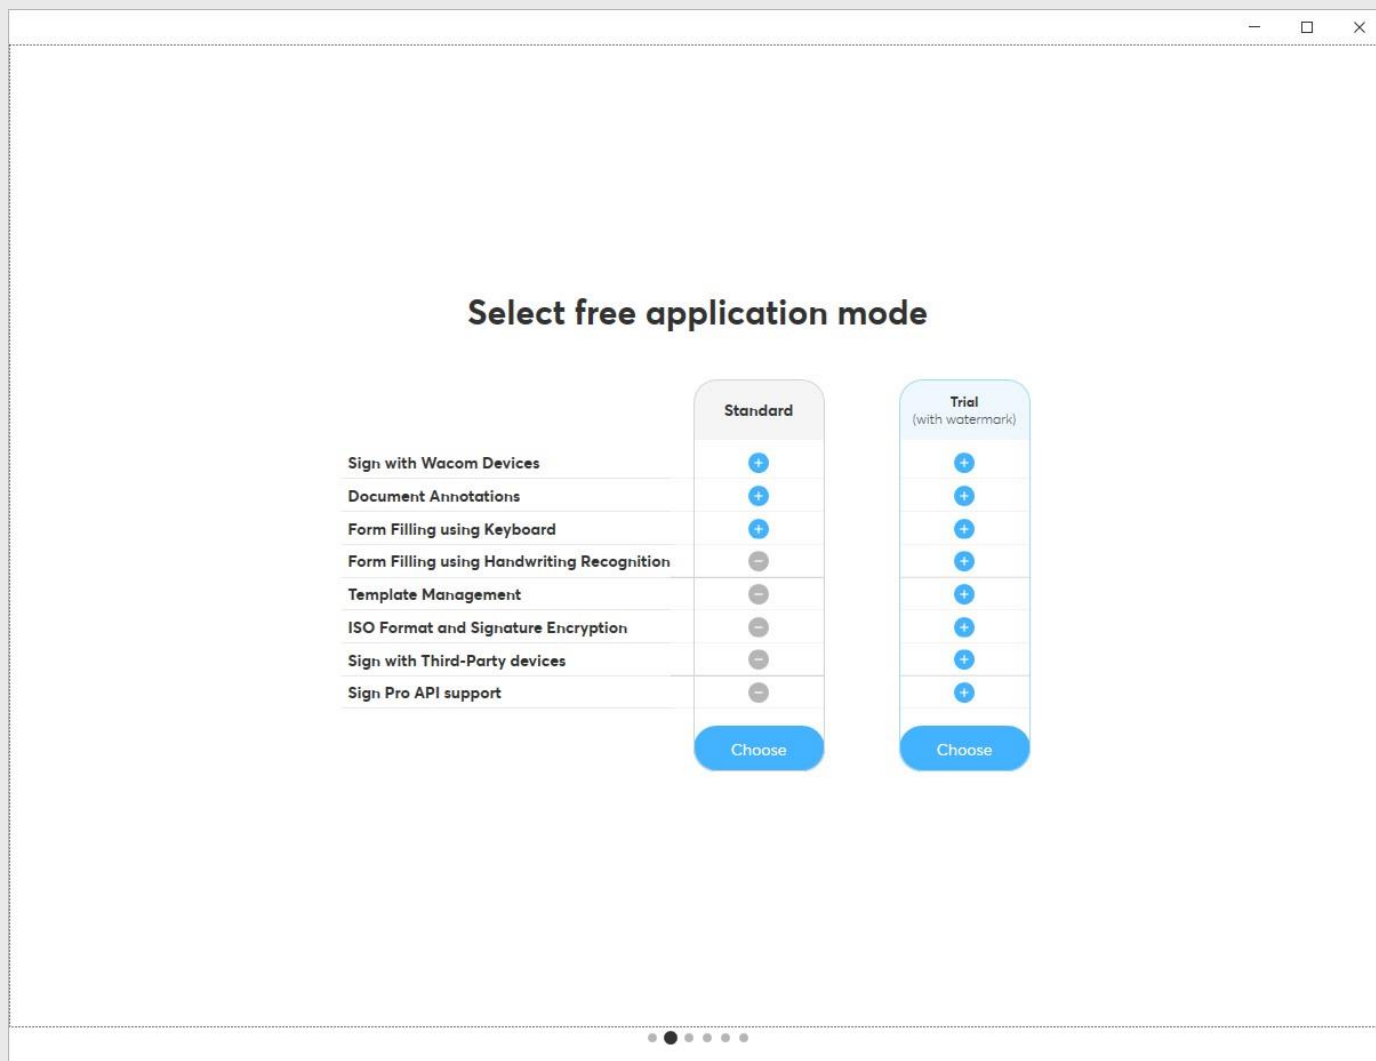 Select free application mode
Standard
Trial
(with watermark)
Sign with Wacom Devices
Document Annotations
Form Filling using Keyboard
Form Filling using Handwriting Recognition
Template Management
ISO Format and Signature Encryption
Sign with Third-Party devices
Sign Pro API support
Choose
Choose